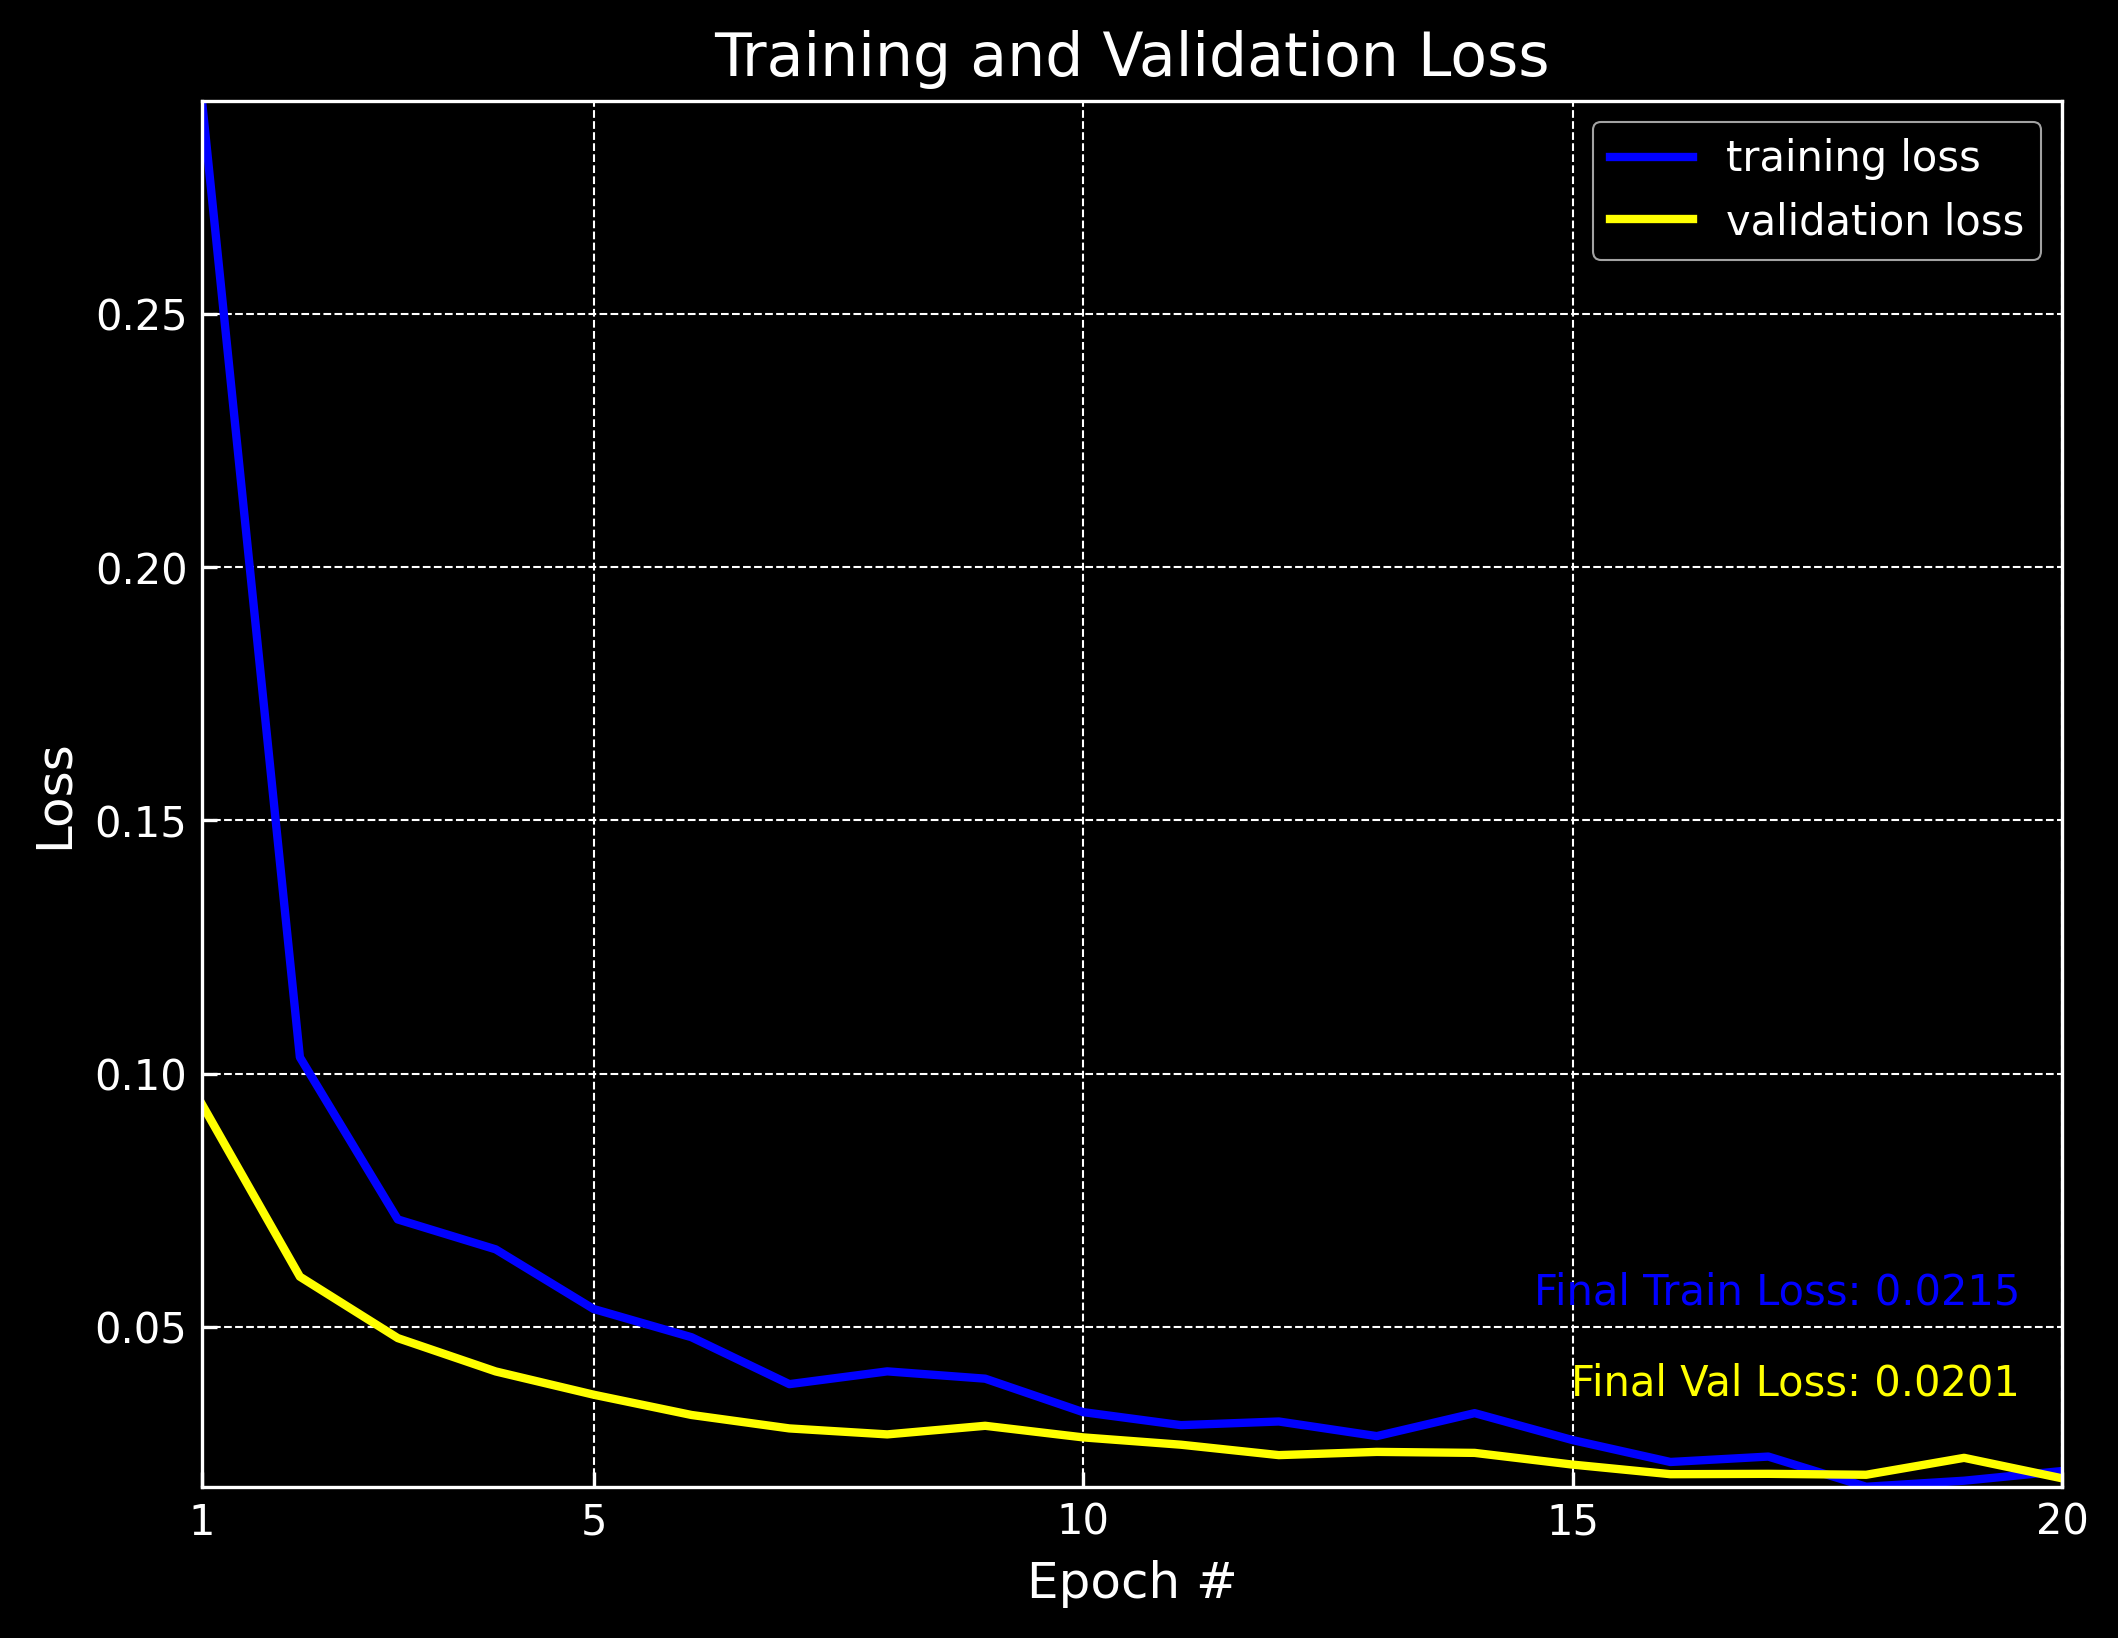 Training and Validation Loss
training loss
validation loss
0.25
0.20
0.15
0.10
0.05
Loss
Final Train Loss: 0.0215
Final Val Loss: 0.0201
1 5 10 15 20
Epoch #